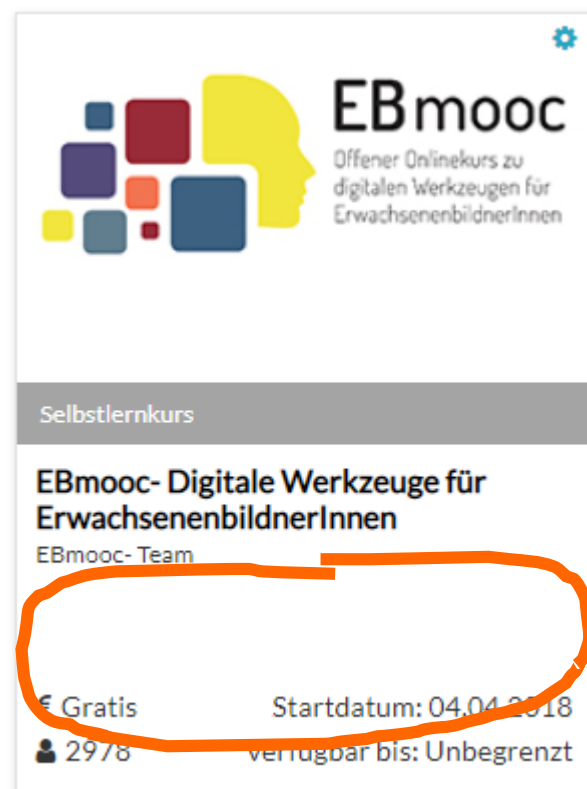 EBmooc
Offener Onlinekurs zu
digitalen Werkzeugen für
ErwachsenenbildnerInnen
Selbstlernkurs
EBmooc- Digitale Werkzeuge für
ErwachsenenbildnerInnen
EBmooc- Team
€ Gratis Startdatum: 04.04.2018
2978 Verfügbar bis: Unbegrenzt